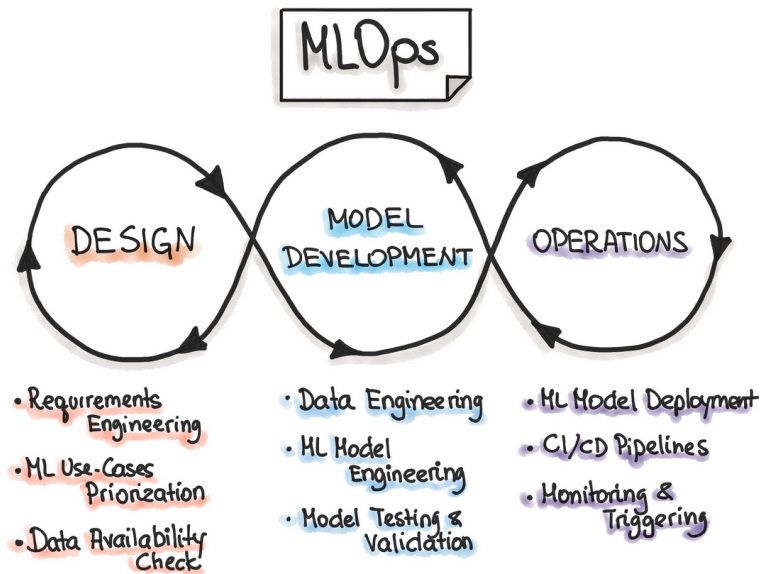 MLOps
DESIGN
MODEL
DEVELOPMENT
OPERATIONS
• Requirements
Engineering
• ML Use-Cases
Priorization
• Data Availability
Check
• Data Engineering
• ML Model
Engineering
• Model Testing &
Validation
• ML Model Deployment
• CI/CD Pipelines
• Monitoring &
Triggering